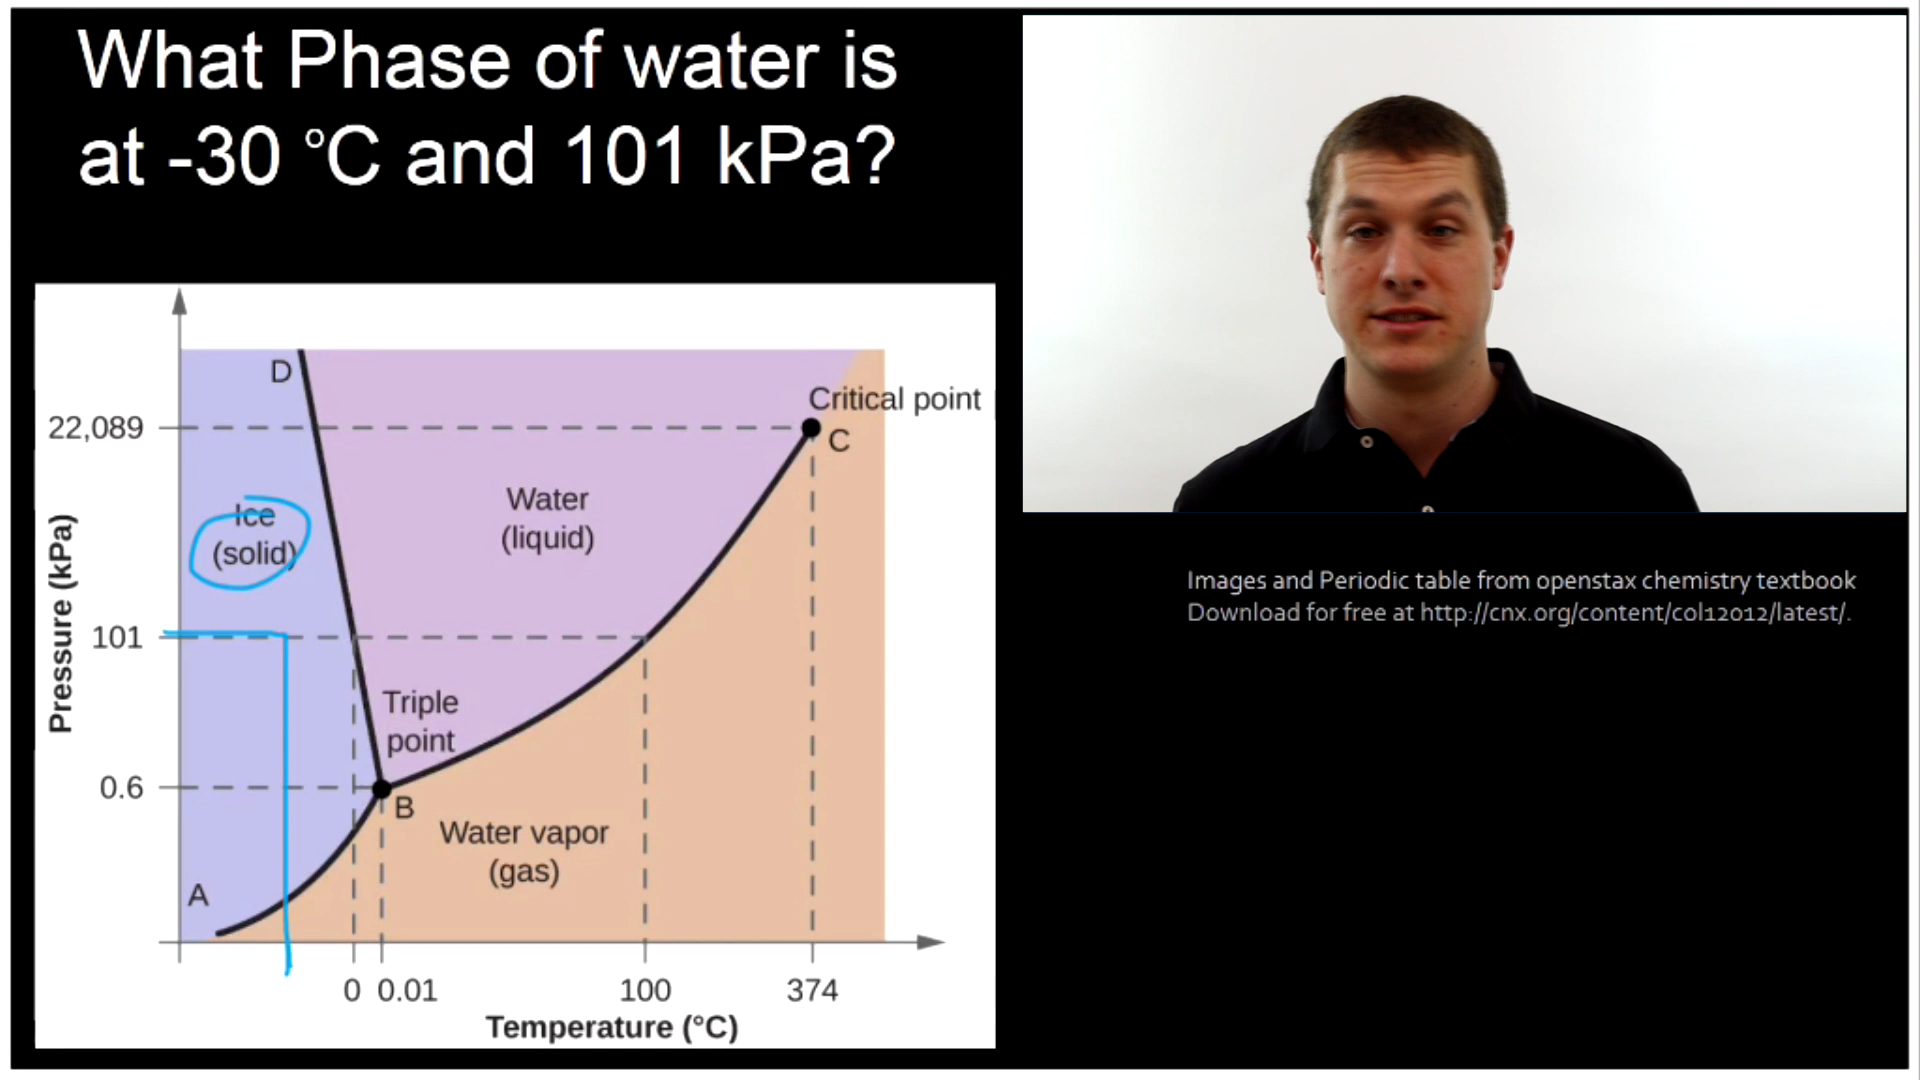 What Phase of water is
at -30 °C and 101 kPa?
D
Critical point
22,089
C
Water
(liquid)
Ice
(solid)
Pressure (kPa)
101
Triple
point
0.6
B
Water vapor
(gas)
A
0 0.01 100 374
Temperature (°C)
Images and Periodic table from openstax chemistry textbook
Download for free at http://cnx.org/content/col12012/latest/.